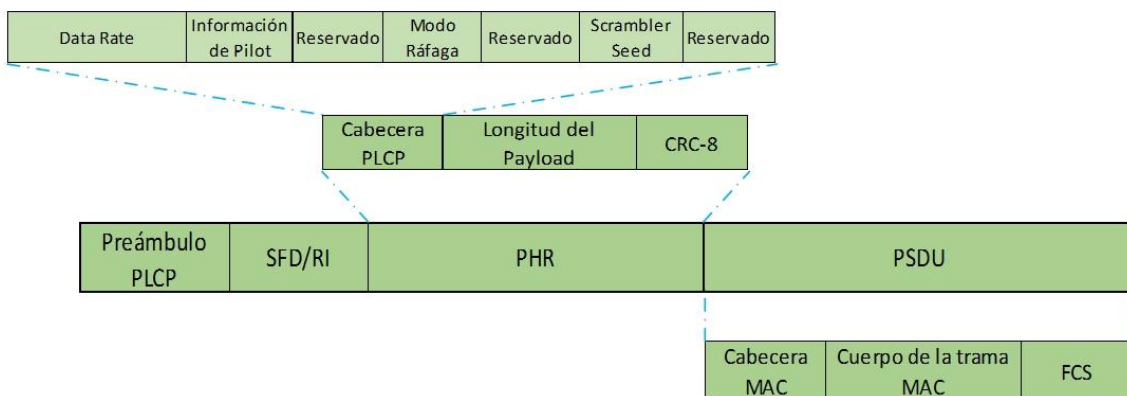 Data Rate
Información
de Pilot
Reservado
Modo
Ráfaga
Reservado
Scrambler
Seed
Reservado
Cabecera
PLCP
Longitud del
Payload
CRC-8
Preámbulo
PLCP
SFD/RI
PHR
PSDU
Cabecera
MAC
Cuerpo de la trama
MAC
FCS